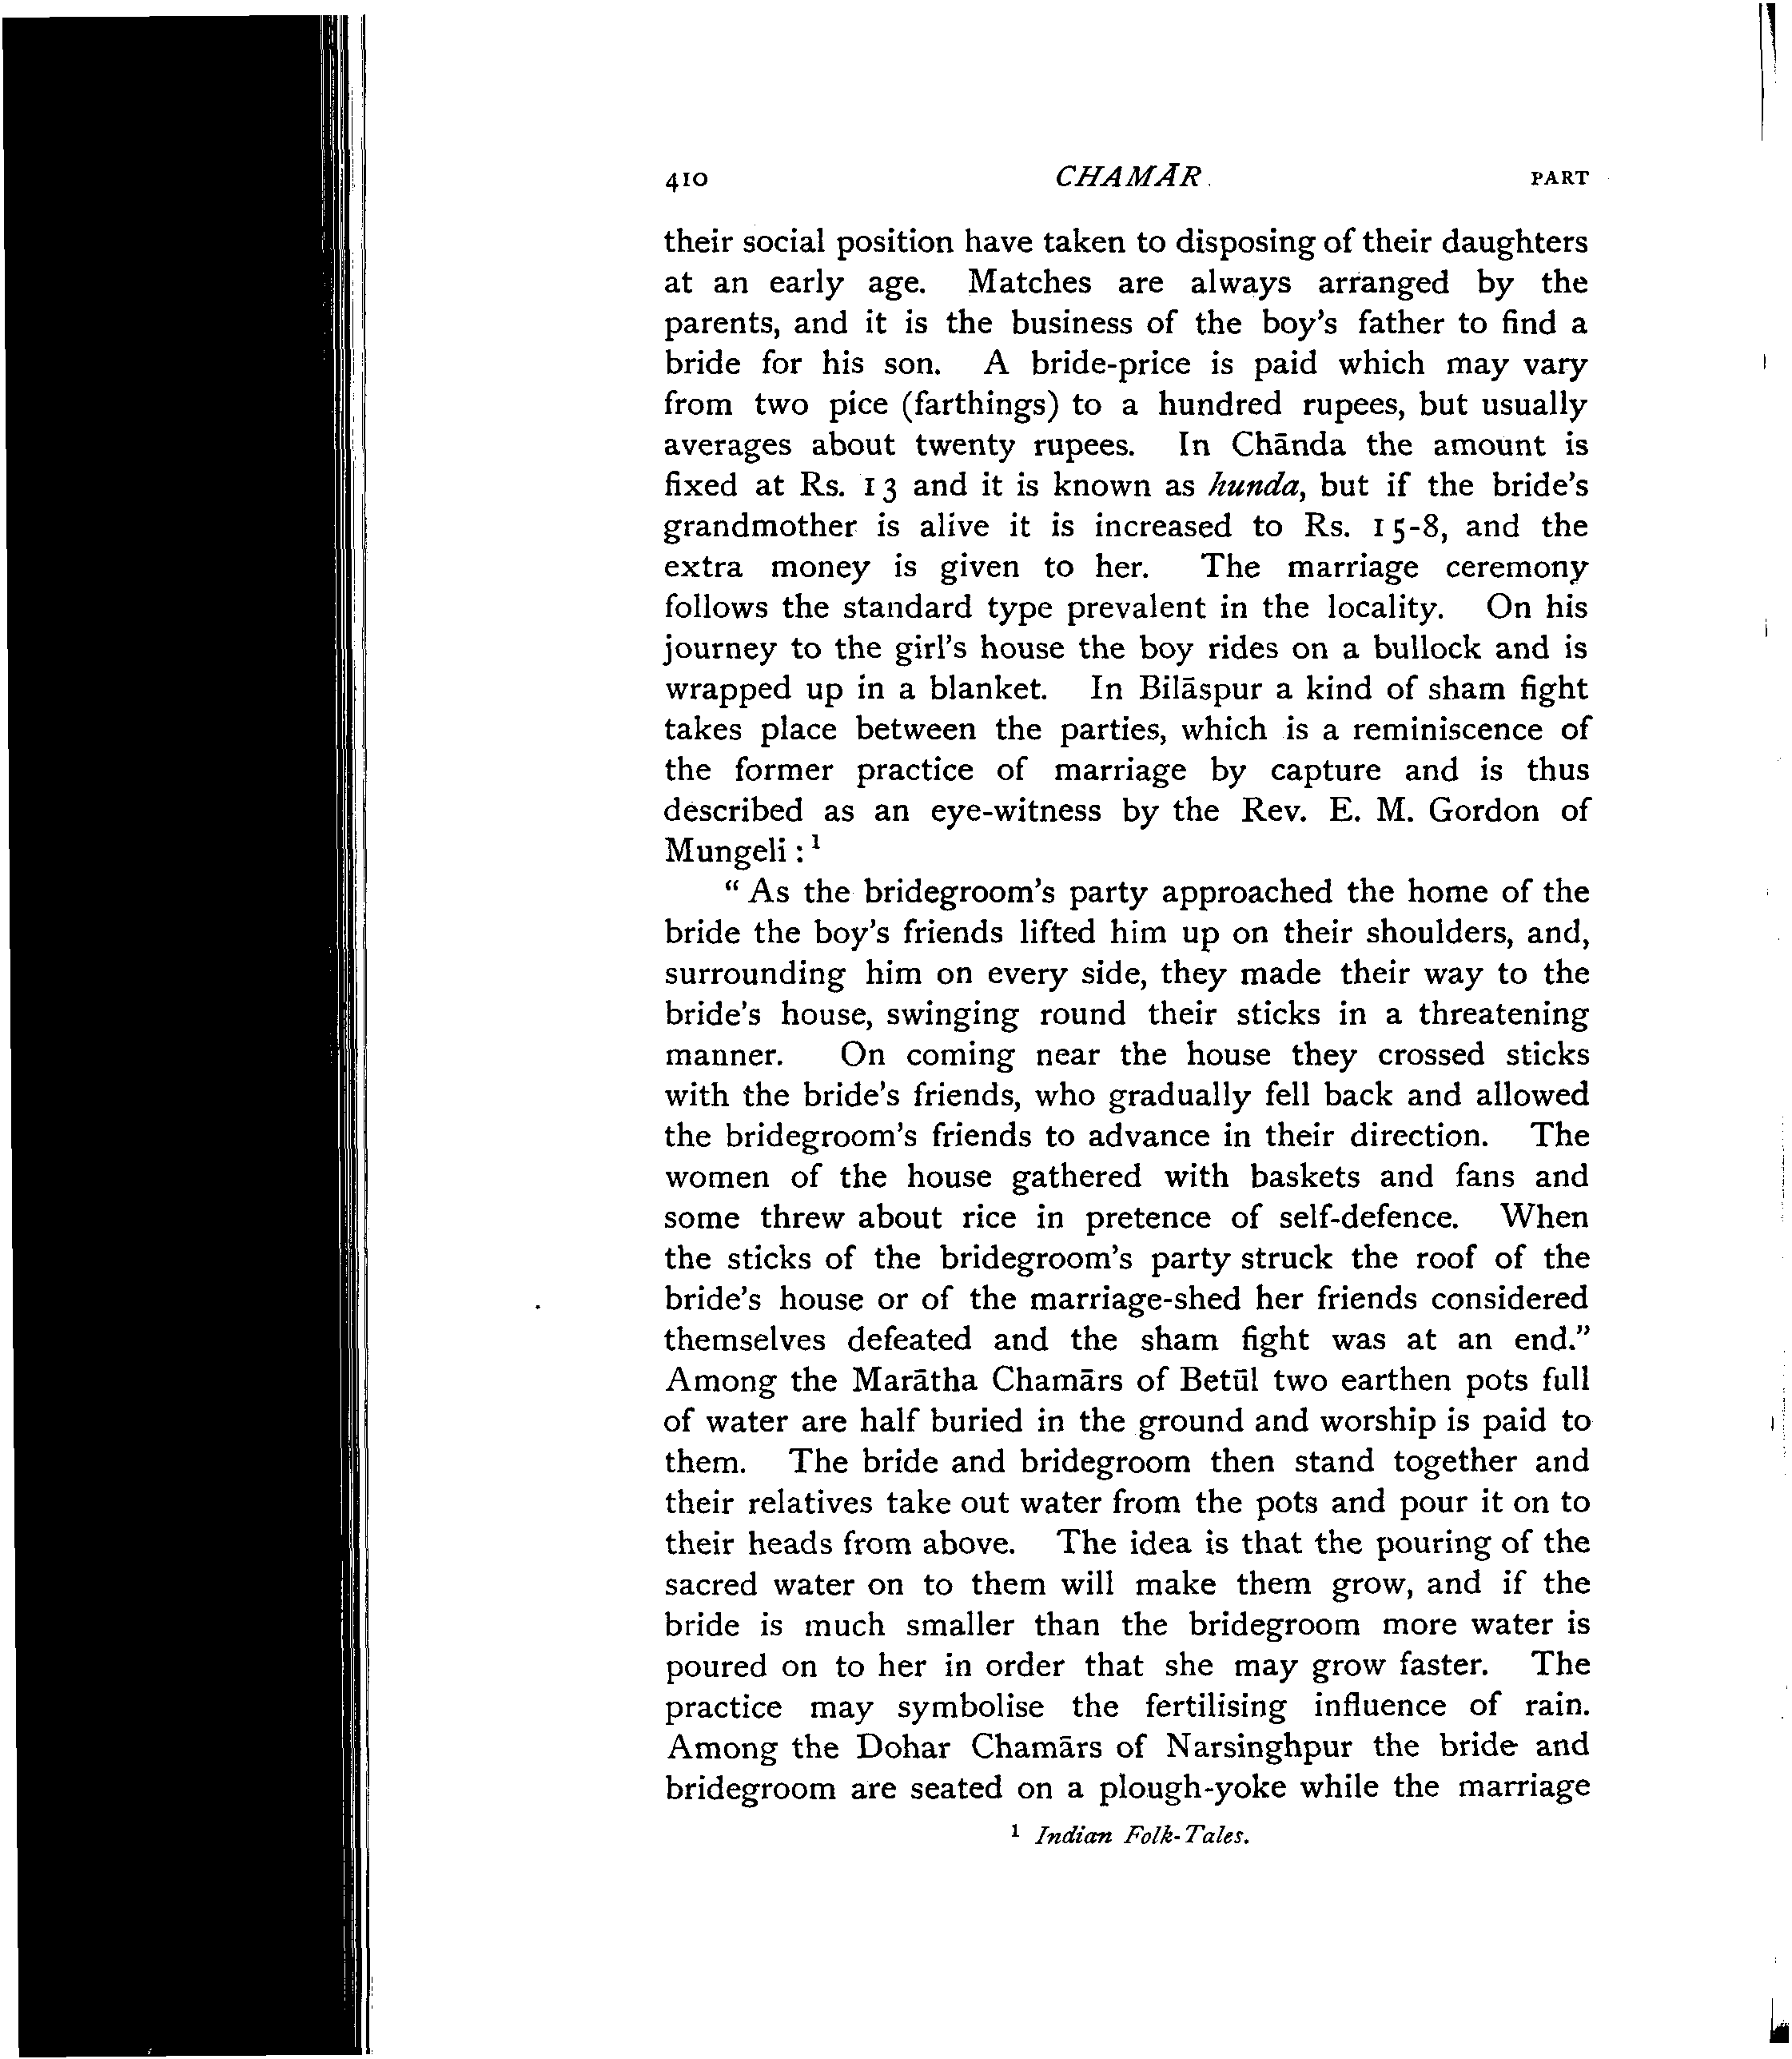 410 CHAMĀR. PART
their social position have taken to disposing of their daughters
at an early age. Matches are always arranged by the
parents, and it is the business of the boy's father to find a
bride for his son. A bride-price is paid which may vary
from two pice (farthings) to a hundred rupees, but usually
averages about twenty rupees. In Chānda the amount is
fixed at Rs. 13 and it is known as hunda, but if the bride's
grandmother is alive it is increased to Rs. 15-8, and the
extra money is given to her. The marriage ceremony
follows the standard type prevalent in the locality. On his
journey to the girl's house the boy rides on a bullock and is
wrapped up in a blanket. In Bilāspur a kind of sham fight
takes place between the parties, which is a reminiscence of
the former practice of marriage by capture and is thus
described as an eye-witness by the Rev. E. M. Gordon of
Mungeli : 1
“ As the bridegroom's party approached the home of the
bride the boy's friends lifted him up on their shoulders, and,
surrounding him on every side, they made their way to the
bride's house, swinging round their sticks in a threatening
manner. On coming near the house they crossed sticks
with the bride's friends, who gradually fell back and allowed
the bridegroom's friends to advance in their direction. The
women of the house gathered with baskets and fans and
some threw about rice in pretence of self-defence. When
the sticks of the bridegroom's party struck the roof of the
bride's house or of the marriage-shed her friends considered
themselves defeated and the sham fight was at an end.”
Among the Marātha Chamārs of Betūl two earthen pots full
of water are half buried in the ground and worship is paid to
them. The bride and bridegroom then stand together and
their relatives take out water from the pots and pour it on to
their heads from above. The idea is that the pouring of the
sacred water on to them will make them grow, and if the
bride is much smaller than the bridegroom more water is
poured on to her in order that she may grow faster. The
practice may symbolise the fertilising influence of rain.
Among the Dohar Chamārs of Narsinghpur the bride and
bridegroom are seated on a plough-yoke while the marriage
1 Indian Folk-Tales.